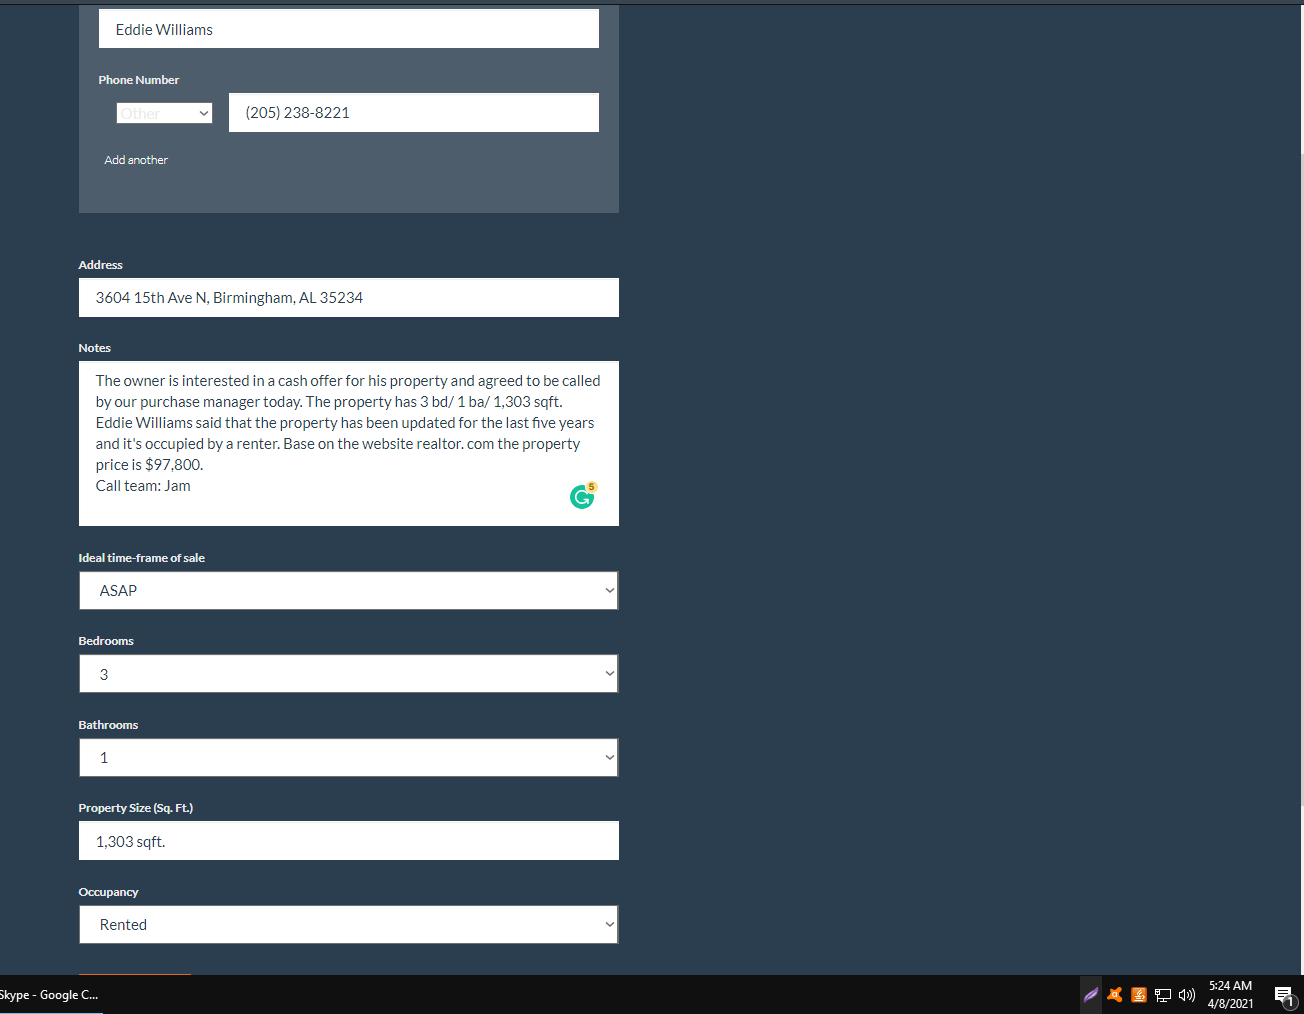 Eddie Williams
Phone Number
Other
(205) 238-8221
Add another
Address
3604 15th Ave N, Birmingham, AL 35234
Notes
The owner is interested in a cash offer for his property and agreed to be called
by our purchase manager today. The property has 3 bd/ 1 ba/ 1,303 sqft.
Eddie Williams said that the property has been updated for the last five years
and it's occupied by a renter. Base on the website realtor. com the property
price is $97,800.
Call team: Jam
5
Ideal time-frame of sale
ASAP
Bedrooms
3
Bathrooms
1
Property Size (Sq. Ft.)
1,303 sqft.
Occupancy
Rented
Skype - Google C...
5:24 AM
4/8/2021
1